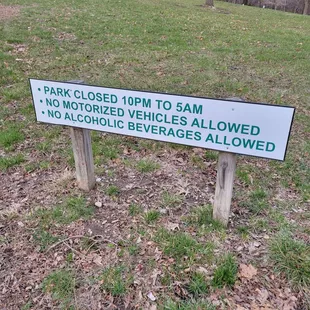 • PARK CLOSED 10PM TO 5AM
• NO MOTORIZED VEHICLES ALLOWED
• NO ALCOHOLIC BEVERAGES ALLOWED